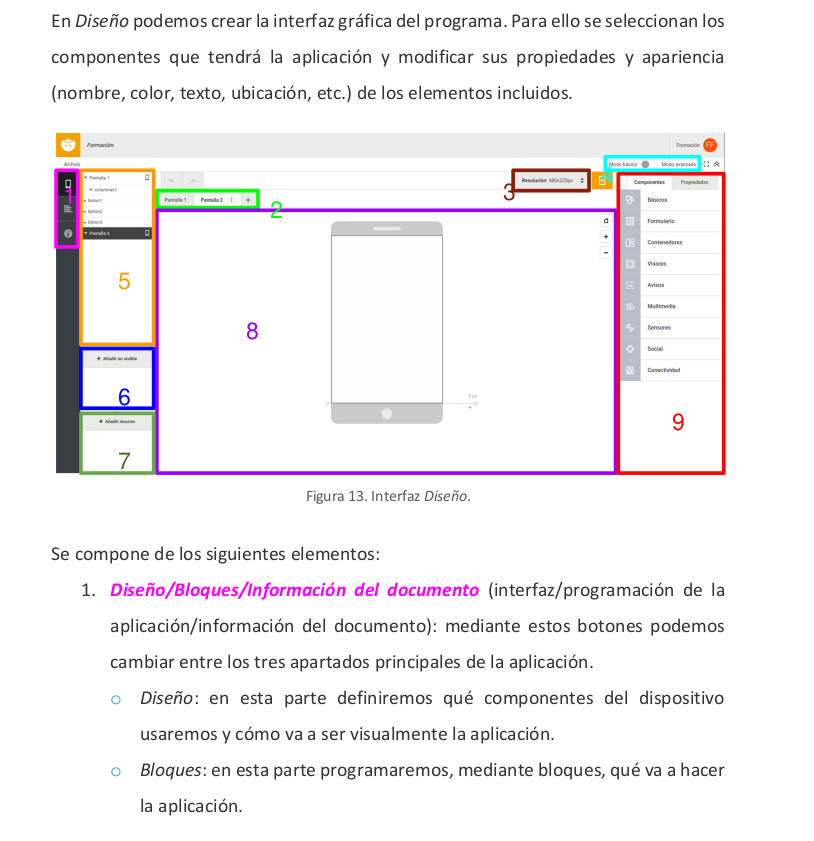 En Diseño podemos crear la interfaz gráfica del programa. Para ello se seleccionan los
componentes que tendrá la aplicación y modificar sus propiedades y apariencia
(nombre, color, texto, ubicación, etc.) de los elementos incluidos.
Formación
Formación FF
Archivo
Modo básico Modo avanzado
1
Pantalla 1
columnas1
boton1
boton2
boton3
Pantalla 2
5
Pantalla 1 Pantalla 2 +
2
Resolución: 480x320px
3
Componentes Propiedades
Básicos
Formulario
Contenedores
Visores
Avisos
Multimedia
Sensores
Social
Conectividad
9
8
0 px
+ Añadir no visible
6
+ Añadir recurso
7
Figura 13. Interfaz Diseño.
Se compone de los siguientes elementos:
1. Diseño/Bloques/Información del documento (interfaz/programación de la
aplicación/información del documento): mediante estos botones podemos
cambiar entre los tres apartados principales de la aplicación.
o Diseño: en esta parte definiremos qué componentes del dispositivo
usaremos y cómo va a ser visualmente la aplicación.
o Bloques: en esta parte programaremos, mediante bloques, qué va a hacer
la aplicación.